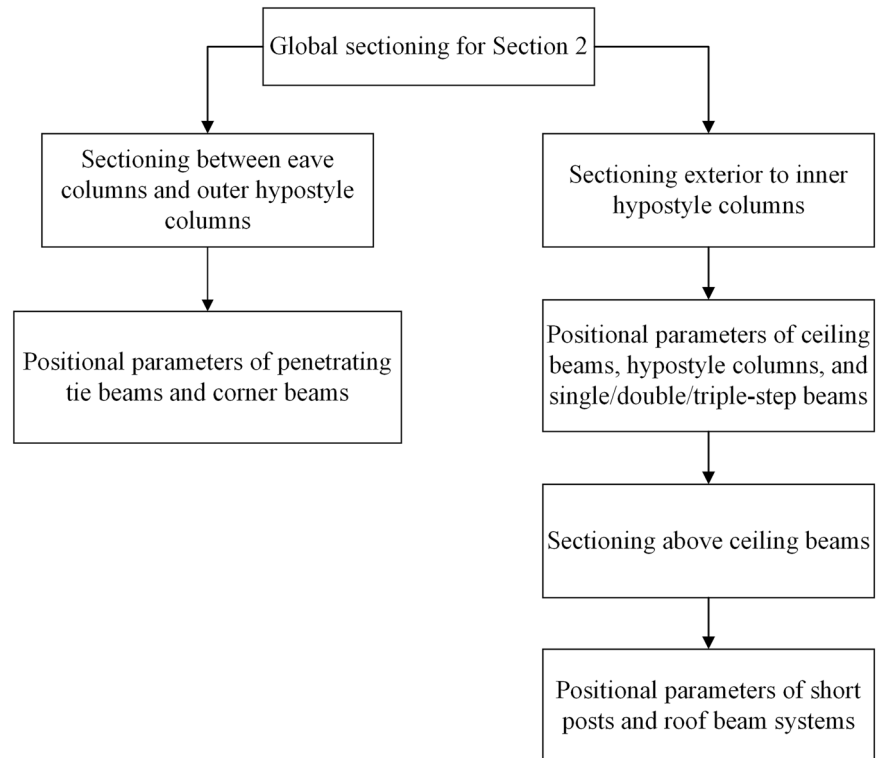 Global sectioning for Section 2
Sectioning between eave
columns and outer hypostyle
columns
Sectioning exterior to inner
hypostyle columns
Positional parameters of penetrating
tie beams and corner beams
Positional parameters of ceiling
beams, hypostyle columns, and
single/double/triple-step beams
Sectioning above ceiling beams
Positional parameters of short
posts and roof beam systems